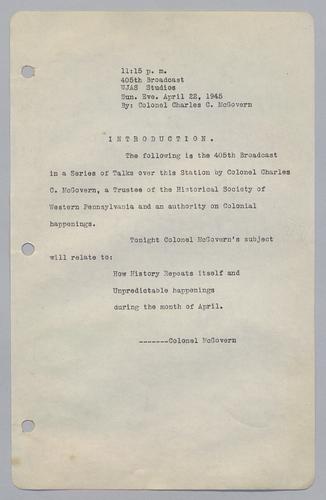 11:15 p. m.
405th Broadcast
WJAS Studios
Sun. Eve. April 22, 1945
By: Colonel Charles C. McGovern
INTRODUCTION.
The following is the 405th Broadcast
in a Series of Talks over this Station by Colonel Charles
C. McGovern, a Trustee of the Historical Society of
Western Pennsylvania and an authority on Colonial
happenings.
Tonight Colonel McGovern's subject
will relate to:
How History Repeats itself and
Unpredictable happenings
during the month of April.
-------Colonel McGovern